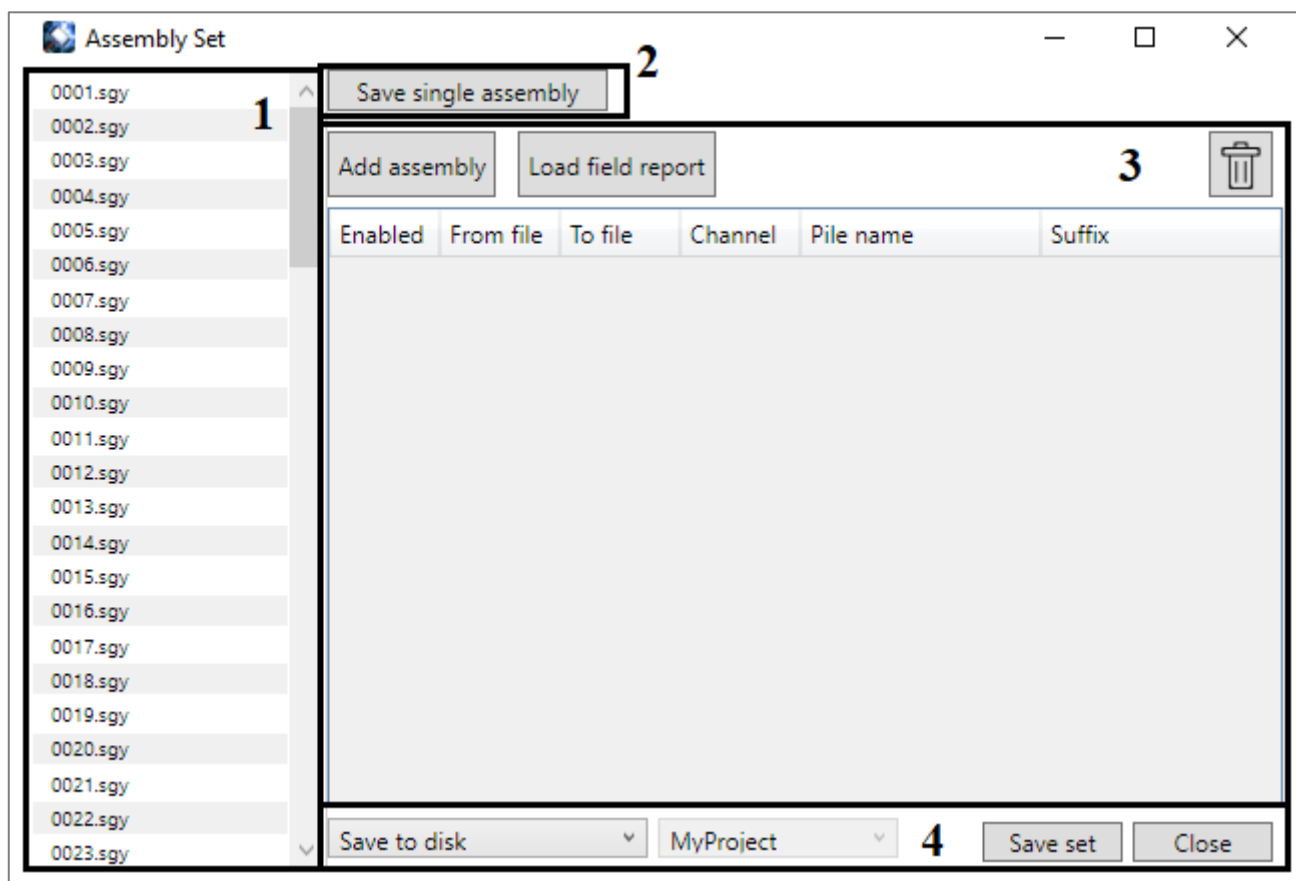 Assembly Set
2
1
0001.sgy
0002.sgy
0003.sgy
0004.sgy
0005.sgy
0006.sgy
0007.sgy
0008.sgy
0009.sgy
0010.sgy
0011.sgy
0012.sgy
0013.sgy
0014.sgy
0015.sgy
0016.sgy
0017.sgy
0018.sgy
0019.sgy
0020.sgy
0021.sgy
0022.sgy
0023.sgy
Save single assembly
Add assembly Load field report 3
Enabled From file To file Channel Pile name Suffix
Save to disk MyProject 4 Save set Close